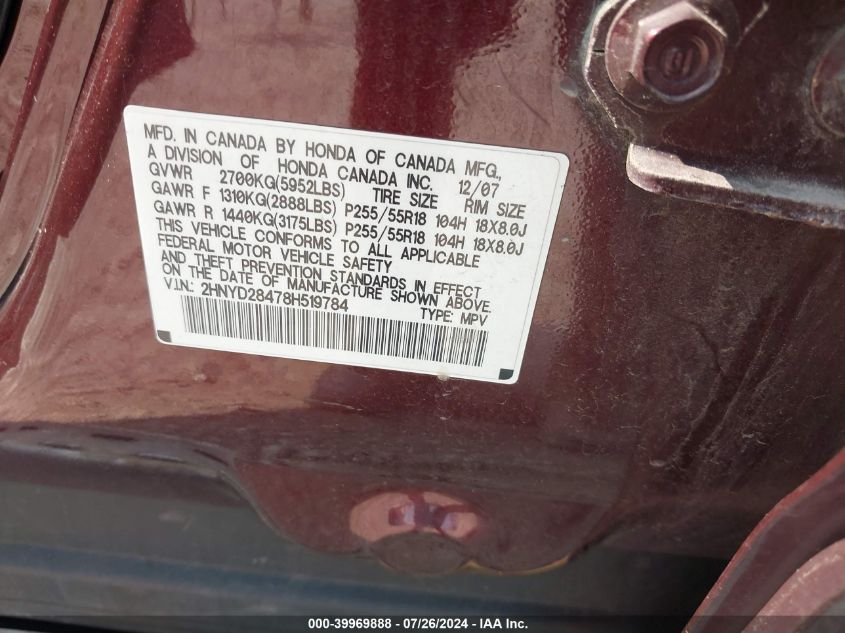 MFD. IN CANADA BY HONDA OF CANADA MFG.,
A DIVISION OF HONDA CANADA INC. 12/07
GVWR 2700KG(5952LBS) TIRE SIZE RIM SIZE
GAWR F 1310KG(2888LBS) P255/55R18 104H 18X8.0J
GAWR R 1440KG(3175LBS) P255/55R18 104H 18X8.0J
THIS VEHICLE CONFORMS TO ALL APPLICABLE
FEDERAL MOTOR VEHICLE SAFETY
AND THEFT PREVENTION STANDARDS IN EFFECT
ON THE DATE OF MANUFACTURE SHOWN ABOVE.
V.I.N.: 2HNYD28478H519784 TYPE: MPV
000-39969888 - 07/26/2024 - IAAI.com